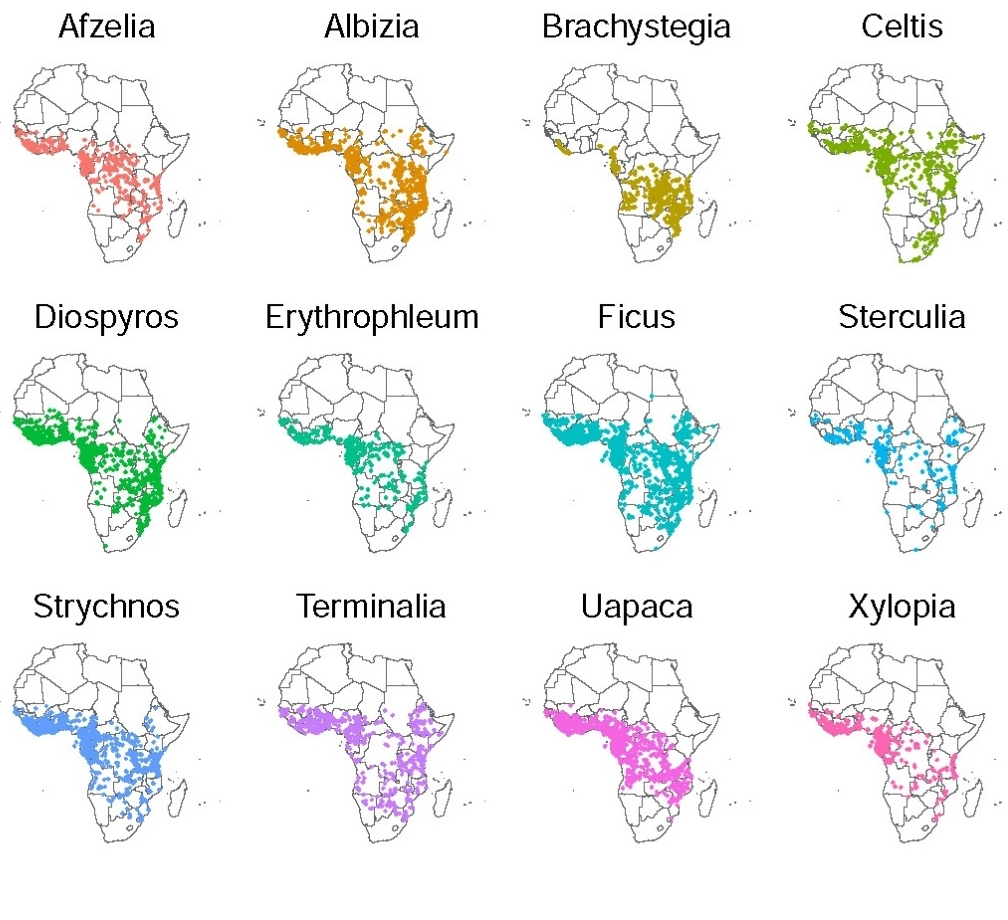 Afzelia
Albizia
Brachystegia
Celtis
Diospyros
Erythrophleum
Ficus
Sterculia
Strychnos
Terminalia
Uapaca
Xylopia